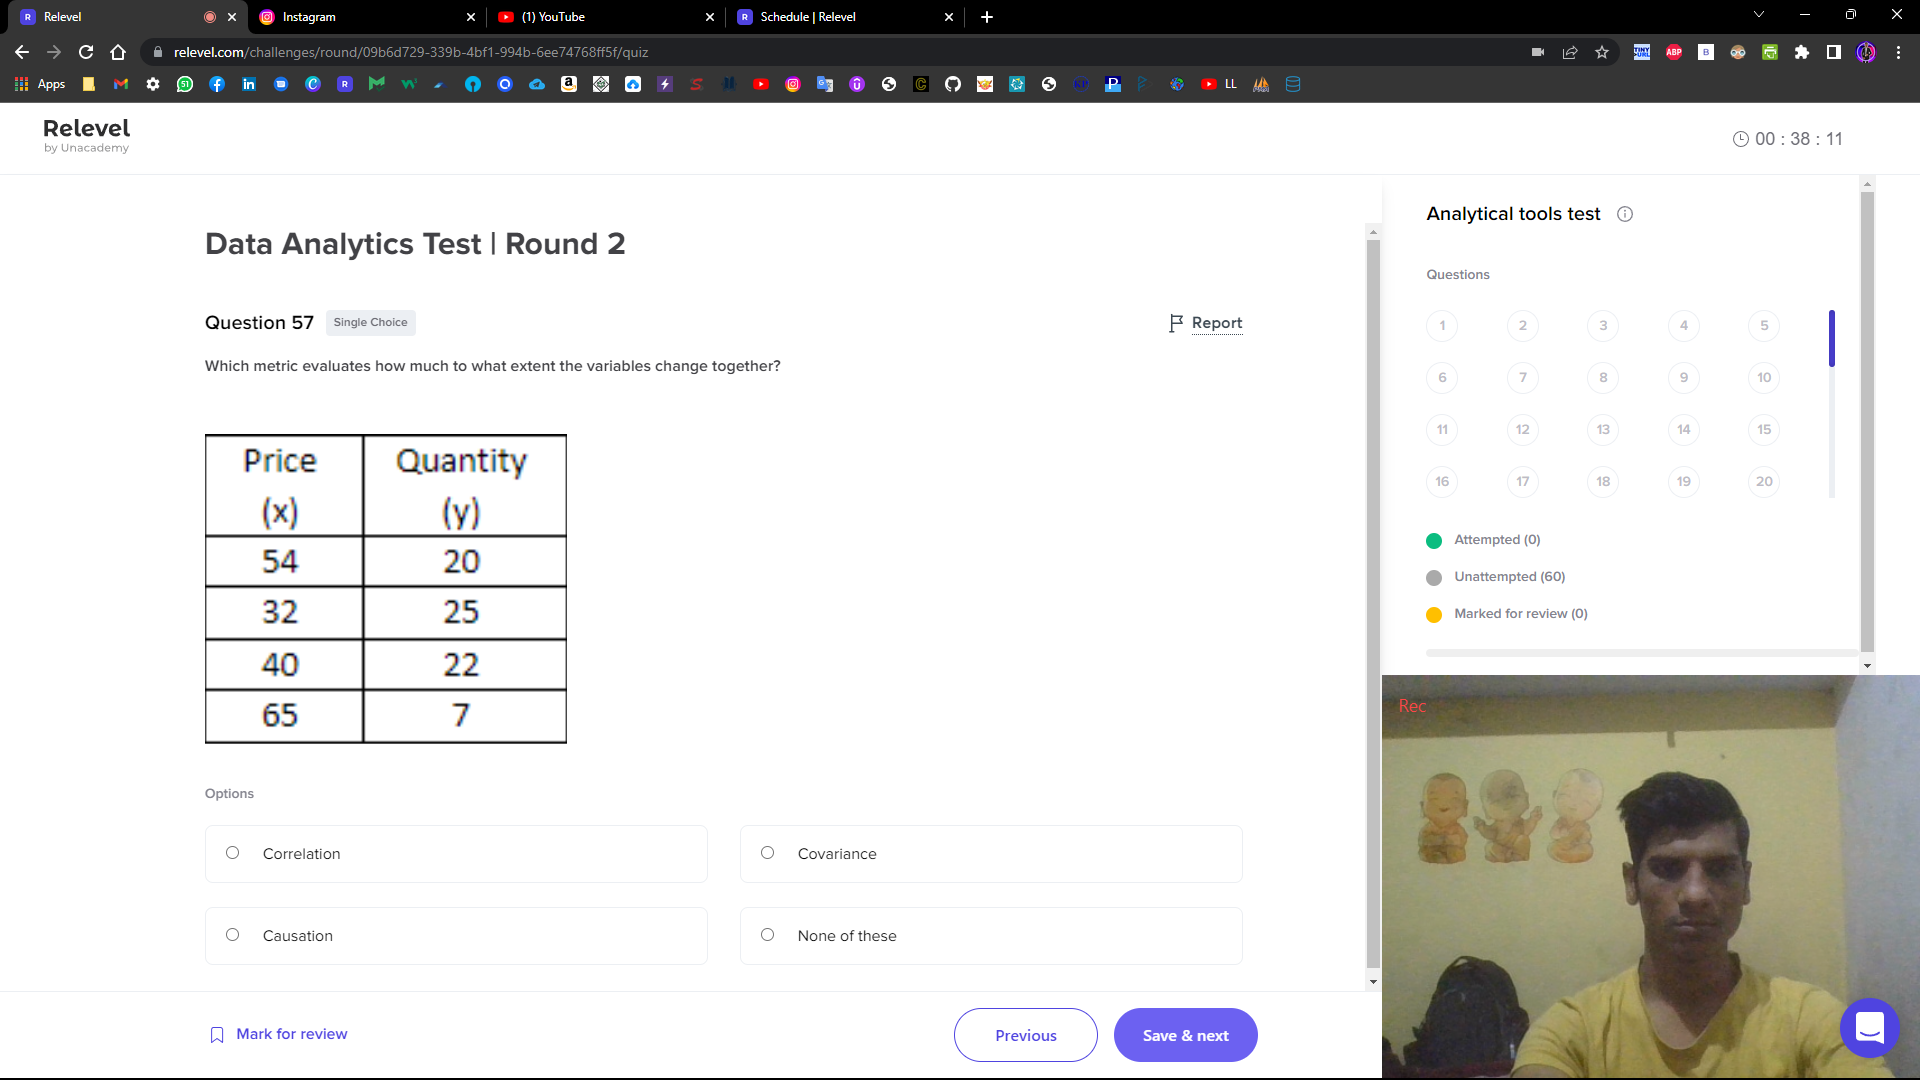 Relevel
Instagram
(1) YouTube
Schedule | Relevel
relevel.com/challenges/round/09b6d729-339b-4bf1-994b-6ee74768ff5f/quiz
Apps
LL
Relevel
by Unacademy
00 : 38 : 11
Data Analytics Test | Round 2
Question 57 Single Choice
Report
Which metric evaluates how much to what extent the variables change together?
Price (x) Quantity (y)
54 20
32 25
40 22
65 7
Options
Correlation
Covariance
Causation
None of these
Mark for review
Previous
Save & next
Analytical tools test
Questions
1 2 3 4 5
6 7 8 9 10
11 12 13 14 15
16 17 18 19 20
Attempted (0)
Unattempted (60)
Marked for review (0)
Rec